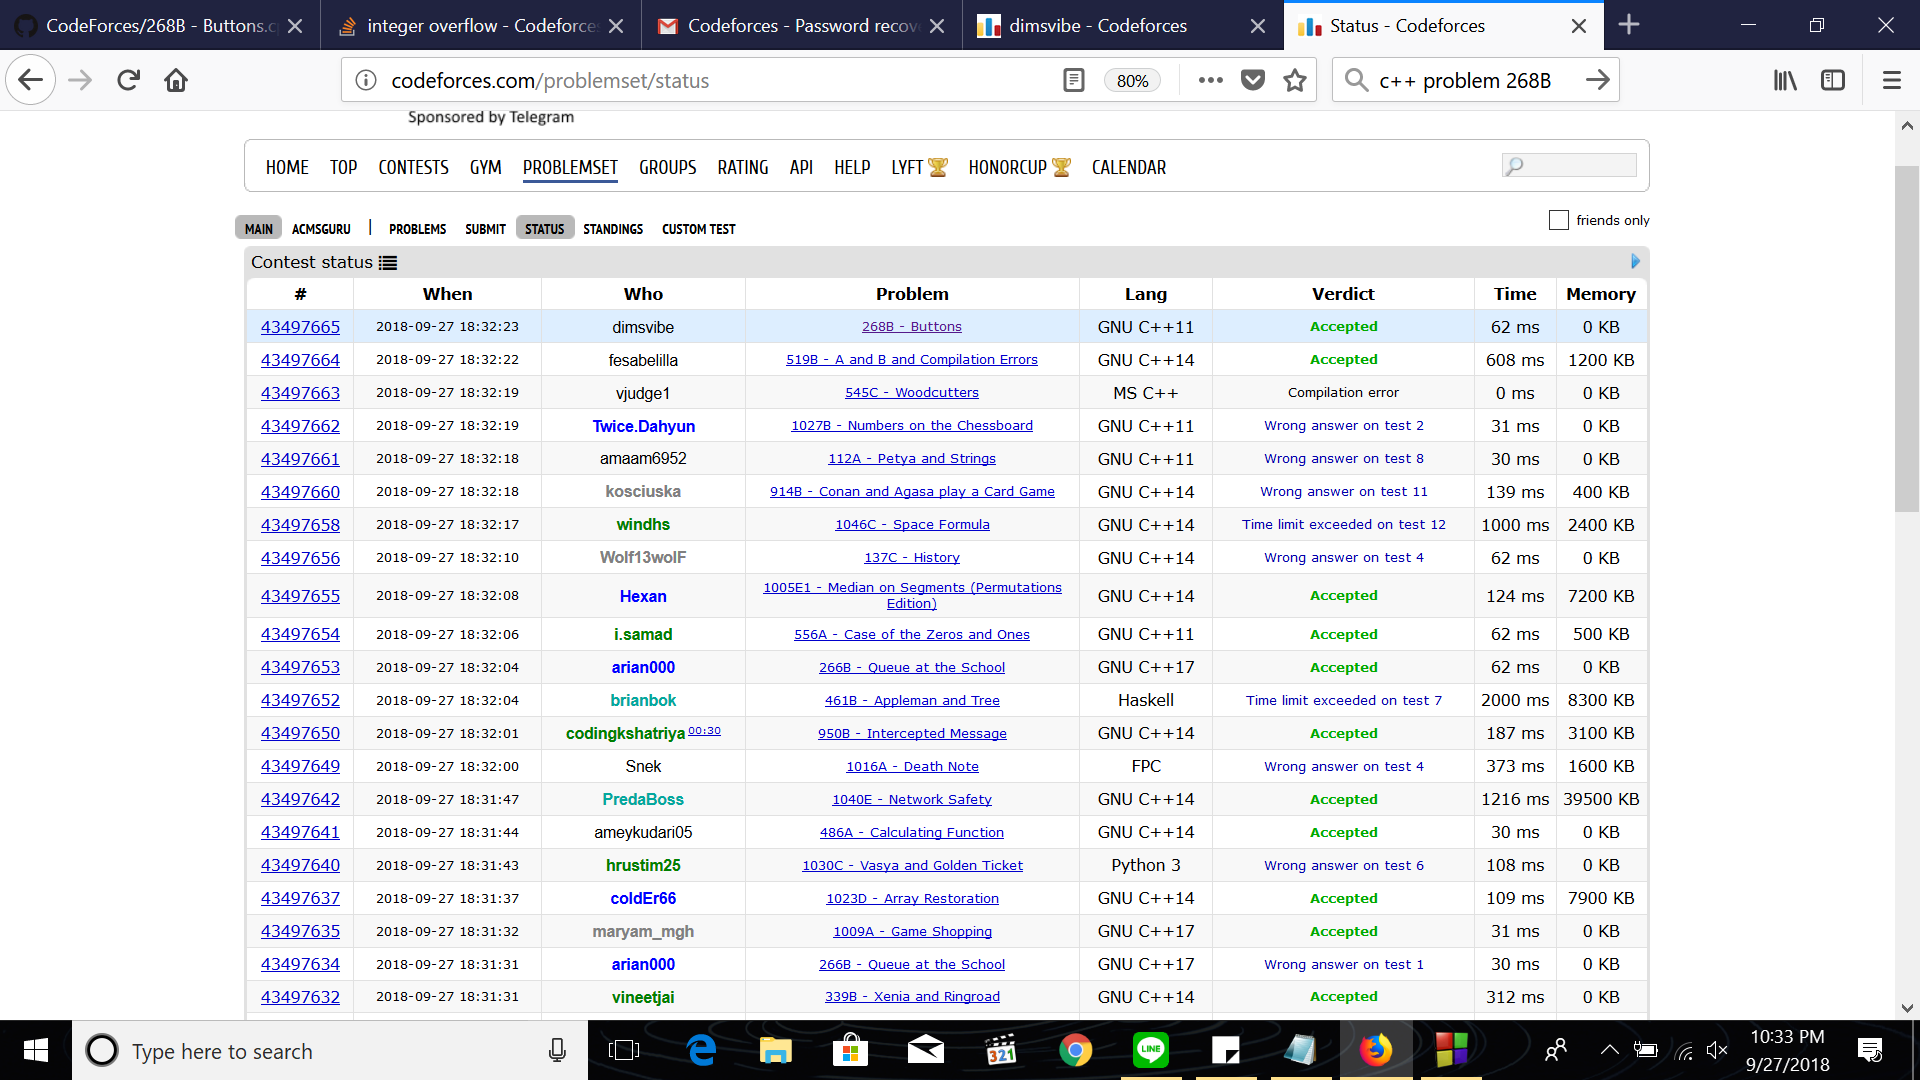 CodeForces/268B - Buttons.c
integer overflow - Codeforces
Codeforces - Password recov
dimsvibe - Codeforces
Status - Codeforces
codeforces.com/problemset/status
80%
c++ problem 268B
Sponsored by Telegram
HOME TOP CONTESTS GYM PROBLEMSET GROUPS RATING API HELP LYFT HONORCUP CALENDAR
MAIN ACMSGURU | PROBLEMS SUBMIT STATUS STANDINGS CUSTOM TEST
friends only
Contest status
# When Who Problem Lang Verdict Time Memory
43497665 2018-09-27 18:32:23 dimsvibe 268B - Buttons GNU C++11 Accepted 62 ms 0 KB
43497664 2018-09-27 18:32:22 fesabelilla 519B - A and B and Compilation Errors GNU C++14 Accepted 608 ms 1200 KB
43497663 2018-09-27 18:32:19 vjudge1 545C - Woodcutters MS C++ Compilation error 0 ms 0 KB
43497662 2018-09-27 18:32:19 Twice.Dahyun 1027B - Numbers on the Chessboard GNU C++11 Wrong answer on test 2 31 ms 0 KB
43497661 2018-09-27 18:32:18 amaam6952 112A - Petya and Strings GNU C++11 Wrong answer on test 8 30 ms 0 KB
43497660 2018-09-27 18:32:18 kosciuska 914B - Conan and Agasa play a Card Game GNU C++14 Wrong answer on test 11 139 ms 400 KB
43497658 2018-09-27 18:32:17 windhs 1046C - Space Formula GNU C++14 Time limit exceeded on test 12 1000 ms 2400 KB
43497656 2018-09-27 18:32:10 Wolf13wolF 137C - History GNU C++14 Wrong answer on test 4 62 ms 0 KB
43497655 2018-09-27 18:32:08 Hexan 1005E1 - Median on Segments (Permutations Edition) GNU C++14 Accepted 124 ms 7200 KB
43497654 2018-09-27 18:32:06 i.samad 556A - Case of the Zeros and Ones GNU C++11 Accepted 62 ms 500 KB
43497653 2018-09-27 18:32:04 arian000 266B - Queue at the School GNU C++17 Accepted 62 ms 0 KB
43497652 2018-09-27 18:32:04 brianbok 461B - Appleman and Tree Haskell Time limit exceeded on test 7 2000 ms 8300 KB
43497650 2018-09-27 18:32:01 codingkshatriya 00:30 950B - Intercepted Message GNU C++14 Accepted 187 ms 3100 KB
43497649 2018-09-27 18:32:00 Snek 1016A - Death Note FPC Wrong answer on test 4 373 ms 1600 KB
43497642 2018-09-27 18:31:47 PredaBoss 1040E - Network Safety GNU C++14 Accepted 1216 ms 39500 KB
43497641 2018-09-27 18:31:44 ameykudari05 486A - Calculating Function GNU C++14 Accepted 30 ms 0 KB
43497640 2018-09-27 18:31:43 hrustim25 1030C - Vasya and Golden Ticket Python 3 Wrong answer on test 6 108 ms 0 KB
43497637 2018-09-27 18:31:37 coldEr66 1023D - Array Restoration GNU C++14 Accepted 109 ms 7900 KB
43497635 2018-09-27 18:31:32 maryam_mgh 1009A - Game Shopping GNU C++17 Accepted 31 ms 0 KB
43497634 2018-09-27 18:31:31 arian000 266B - Queue at the School GNU C++17 Wrong answer on test 1 30 ms 0 KB
43497632 2018-09-27 18:31:31 vineetjai 339B - Xenia and Ringroad GNU C++14 Accepted 312 ms 0 KB
Type here to search
321
LINE
10:33 PM
9/27/2018